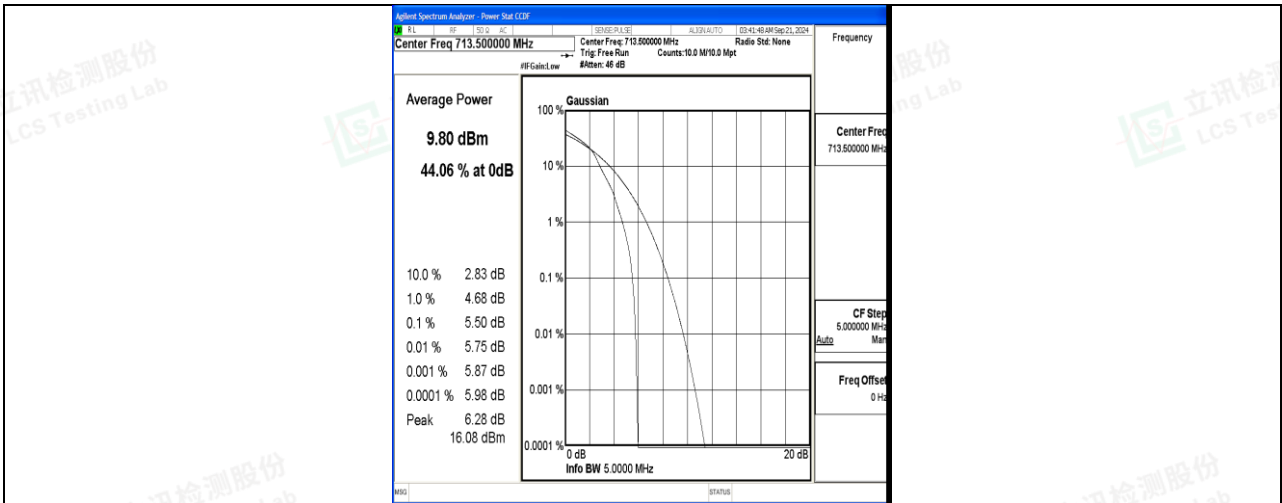 Agilent Spectrum Analyzer - Power Stat CCDF
RL RF 50 Ω AC SENSE:PULSE ALIGN AUTO 03:41:48 AM Sep 21, 2024
Center Freq 713.500000 MHz
Center Freq: 713.500000 MHz Radio Std: None
Trig: Free Run Counts:10.0 M/10.0 Mpt
#IFGain:Low #Atten: 46 dB
Frequency
Average Power
9.80 dBm
44.06 % at 0dB
10.0 % 2.83 dB
1.0 % 4.68 dB
0.1 % 5.50 dB
0.01 % 5.75 dB
0.001 % 5.87 dB
0.0001 % 5.98 dB
Peak 6.28 dB
16.08 dBm
Gaussian
100 %
10 %
1 %
0.1 %
0.01 %
0.001 %
0.0001 %
0 dB 20 dB
Info BW 5.0000 MHz
Center Freq
713.500000 MHz
CF Step
5.000000 MHz
Auto Man
Freq Offset
0 Hz
MSG STATUS
立讯检测股份
LCS Testing Lab